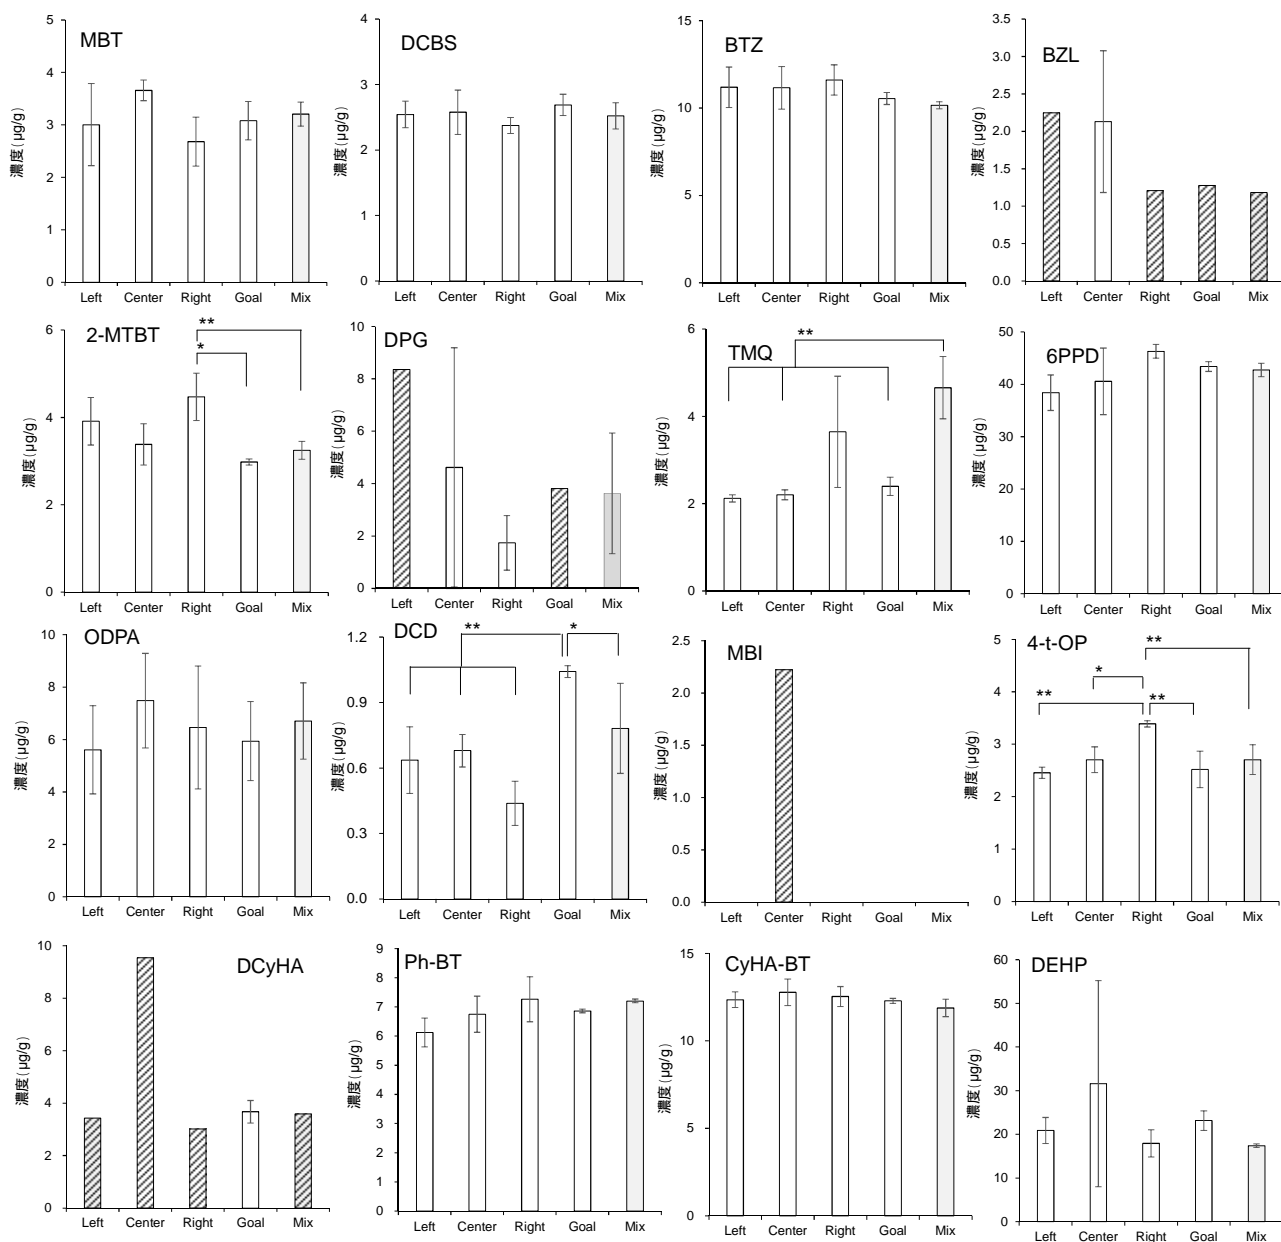 MBT
濃度(μg/g)
5
4
3
2
1
0
Left Center Right Goal Mix
DCBS
濃度(μg/g)
4
3
2
1
0
Left Center Right Goal Mix
BTZ
濃度(μg/g)
15
10
5
0
Left Center Right Goal Mix
BZL
濃度(μg/g)
3.5
3.0
2.5
2.0
1.5
1.0
0.5
0.0
Left Center Right Goal Mix
2-MTBT
濃度(μg/g)
6
4
2
0
**
*
Left Center Right Goal Mix
DPG
濃度(μg/g)
10
8
6
4
2
0
Left Center Right Goal Mix
TMQ
濃度(μg/g)
6
4
2
0
**
Left Center Right Goal Mix
6PPD
濃度(μg/g)
50
40
30
20
10
0
Left Center Right Goal Mix
ODPA
濃度(μg/g)
10
8
6
4
2
0
Left Center Right Goal Mix
DCD
濃度(μg/g)
1.2
0.9
0.6
0.3
0.0
** *
Left Center Right Goal Mix
MBI
濃度(μg/g)
2.5
2.0
1.5
1.0
0.5
0.0
Left Center Right Goal Mix
4-t-OP
濃度(μg/g)
5
4
3
2
1
0
**
*
** **
Left Center Right Goal Mix
DCyHA
濃度(μg/g)
10
8
6
4
2
0
Left Center Right Goal Mix
Ph-BT
濃度(μg/g)
9
8
7
6
5
4
3
2
1
0
Left Center Right Goal Mix
CyHA-BT
濃度(μg/g)
15
10
5
0
Left Center Right Goal Mix
DEHP
濃度(μg/g)
60
50
40
30
20
10
0
Left Center Right Goal Mix